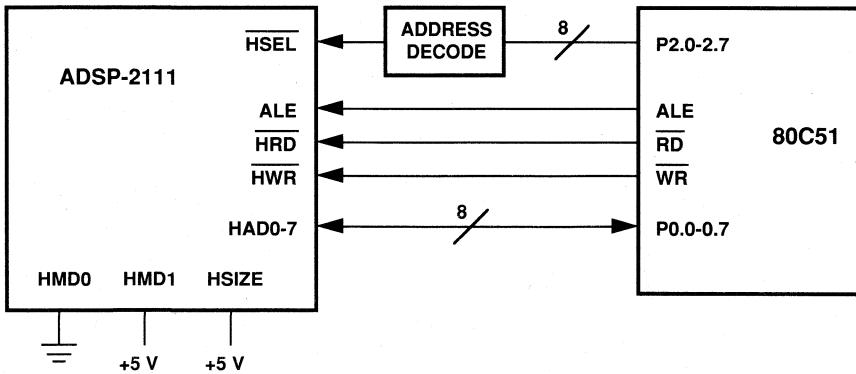 ADDRESS
DECODE
8
HSEL
P2.0-2.7
ADSP-2111
ALE
ALE
HRD
RD
80C51
HWR
WR
8
HAD0-7
P0.0-0.7
HMD0
HMD1
HSIZE
+5 V
+5 V